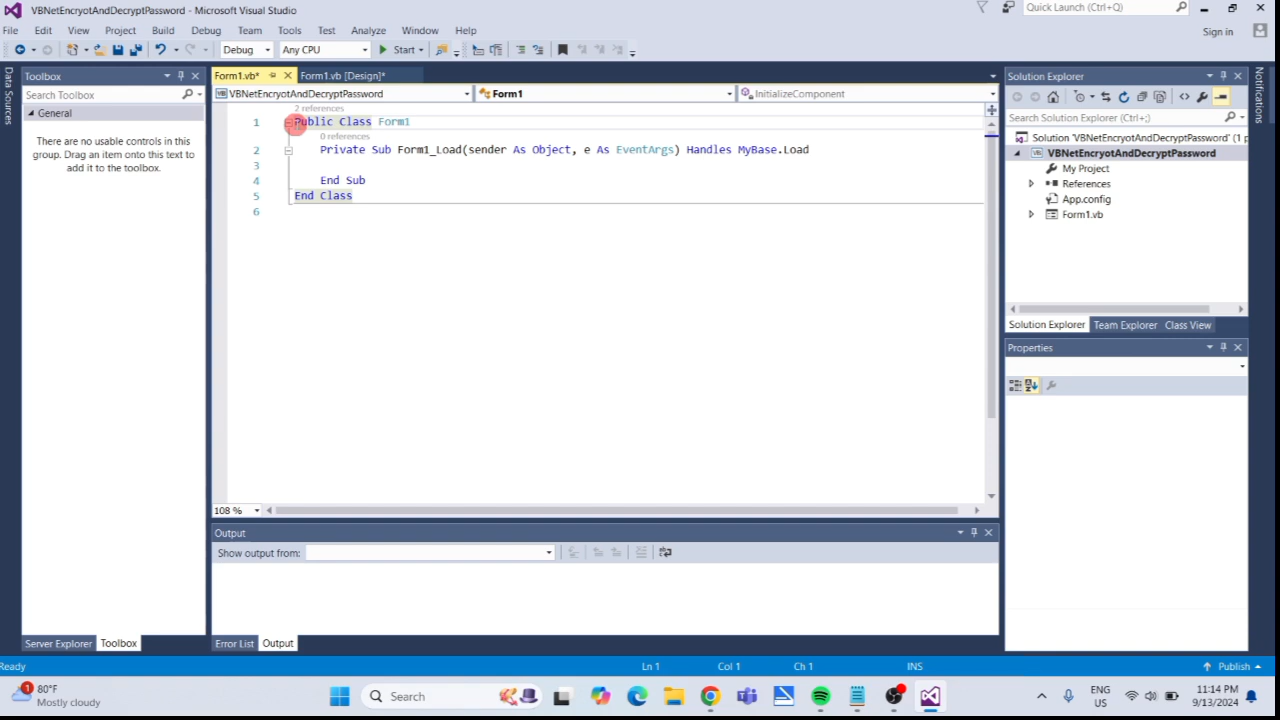 VBNetEncryotAndDecryptPassword - Microsoft Visual Studio
Quick Launch (Ctrl+Q)
File Edit View Project Build Debug Team Tools Test Analyze Window Help
Sign in
Debug Any CPU Start
Data Sources
Toolbox
Search Toolbox
General
There are no usable controls in this
group. Drag an item onto this text to
add it to the toolbox.
Server Explorer Toolbox
Form1.vb* Form1.vb [Design]*
VBNetEncryotAndDecryptPassword Form1 InitializeComponent
2 references
1 Public Class Form1
0 references
2 Private Sub Form1_Load(sender As Object, e As EventArgs) Handles MyBase.Load
3
4 End Sub
5 End Class
6
108 %
Output
Show output from:
Error List Output
Solution Explorer
Search Solution Explorer (Ctrl+;)
Solution 'VBNetEncryotAndDecryptPassword' (1 p
VBNetEncryotAndDecryptPassword
My Project
References
App.config
Form1.vb
Solution Explorer Team Explorer Class View
Properties
Notifications
Ready Ln 1 Col 1 Ch 1 INS Publish
1
80°F
Mostly cloudy
Search
ENG
US
11:14 PM
9/13/2024